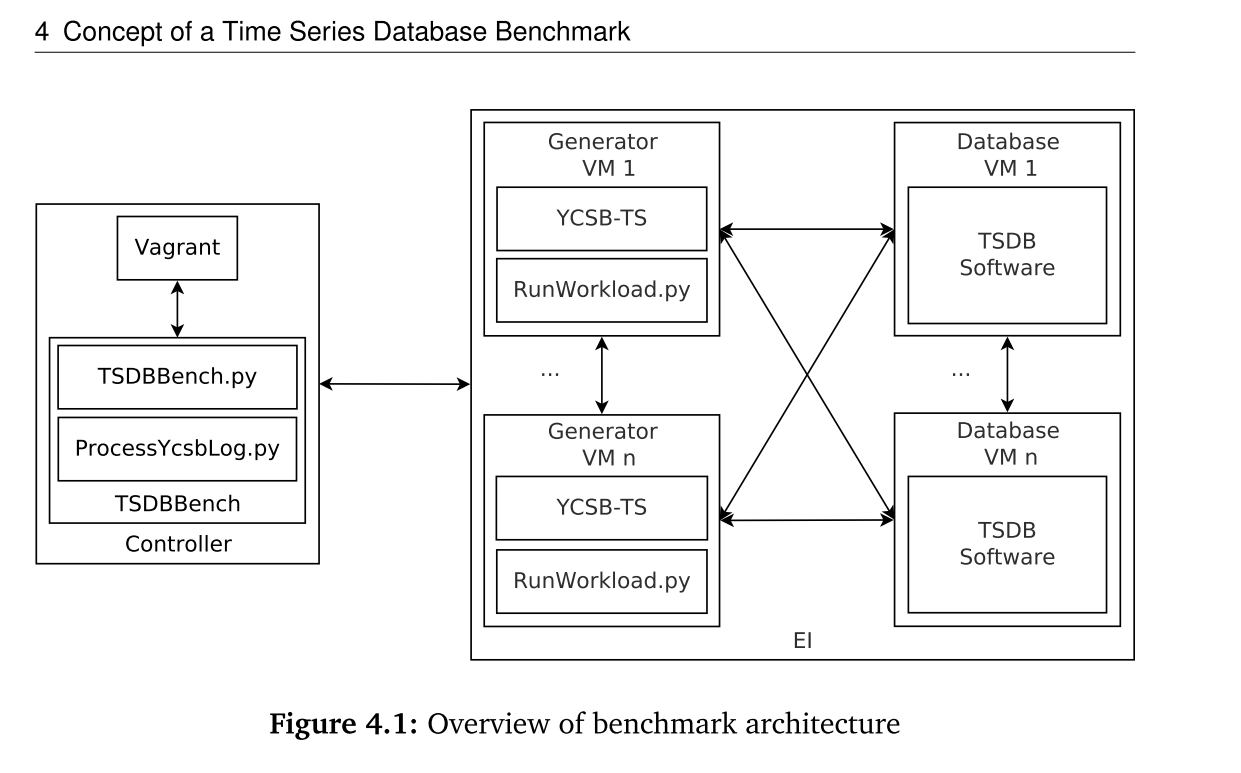 4 Concept of a Time Series Database Benchmark
Vagrant
TSDBBench.py
ProcessYcsbLog.py
TSDBBench
Controller
Generator
VM 1
YCSB-TS
RunWorkload.py
...
Generator
VM n
YCSB-TS
RunWorkload.py
Database
VM 1
TSDB
Software
...
Database
VM n
TSDB
Software
EI
Figure 4.1: Overview of benchmark architecture